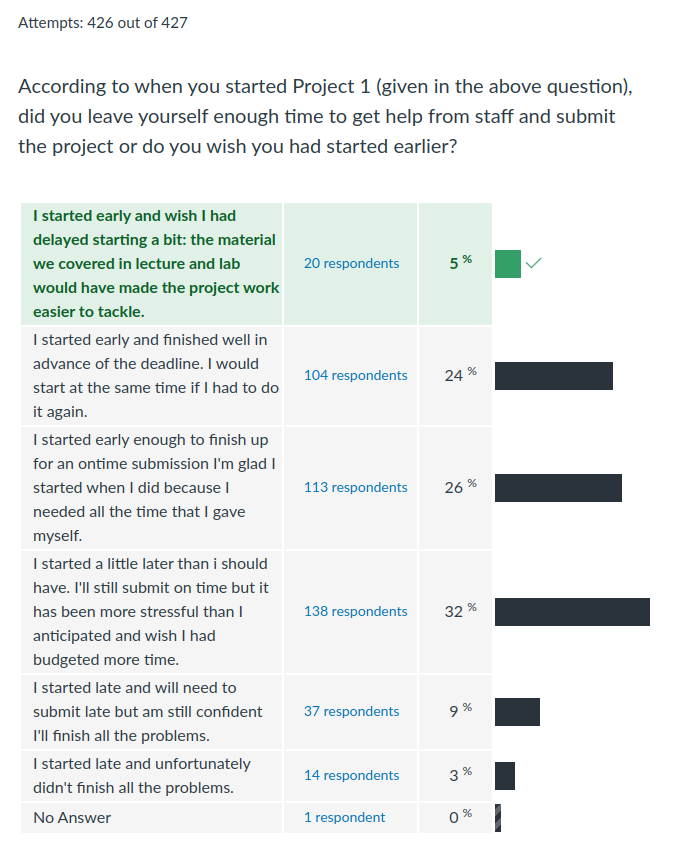 Attempts: 426 out of 427
According to when you started Project 1 (given in the above question),
did you leave yourself enough time to get help from staff and submit
the project or do you wish you had started earlier?
I started early and wish I had
delayed starting a bit: the material
we covered in lecture and lab
would have made the project work
easier to tackle.
20 respondents
5 %
I started early and finished well in
advance of the deadline. I would
start at the same time if I had to do
it again.
104 respondents
24 %
I started early enough to finish up
for an ontime submission I'm glad I
started when I did because I
needed all the time that I gave
myself.
113 respondents
26 %
I started a little later than i should
have. I'll still submit on time but it
has been more stressful than I
anticipated and wish I had
budgeted more time.
138 respondents
32 %
I started late and will need to
submit late but am still confident
I'll finish all the problems.
37 respondents
9 %
I started late and unfortunately
didn't finish all the problems.
14 respondents
3 %
No Answer
1 respondent
0 %